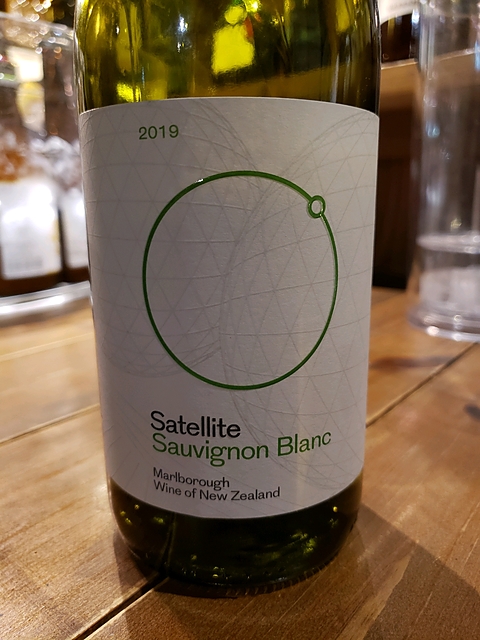 2019
Satellite
Sauvignon Blanc
Marlborough
Wine of New Zealand